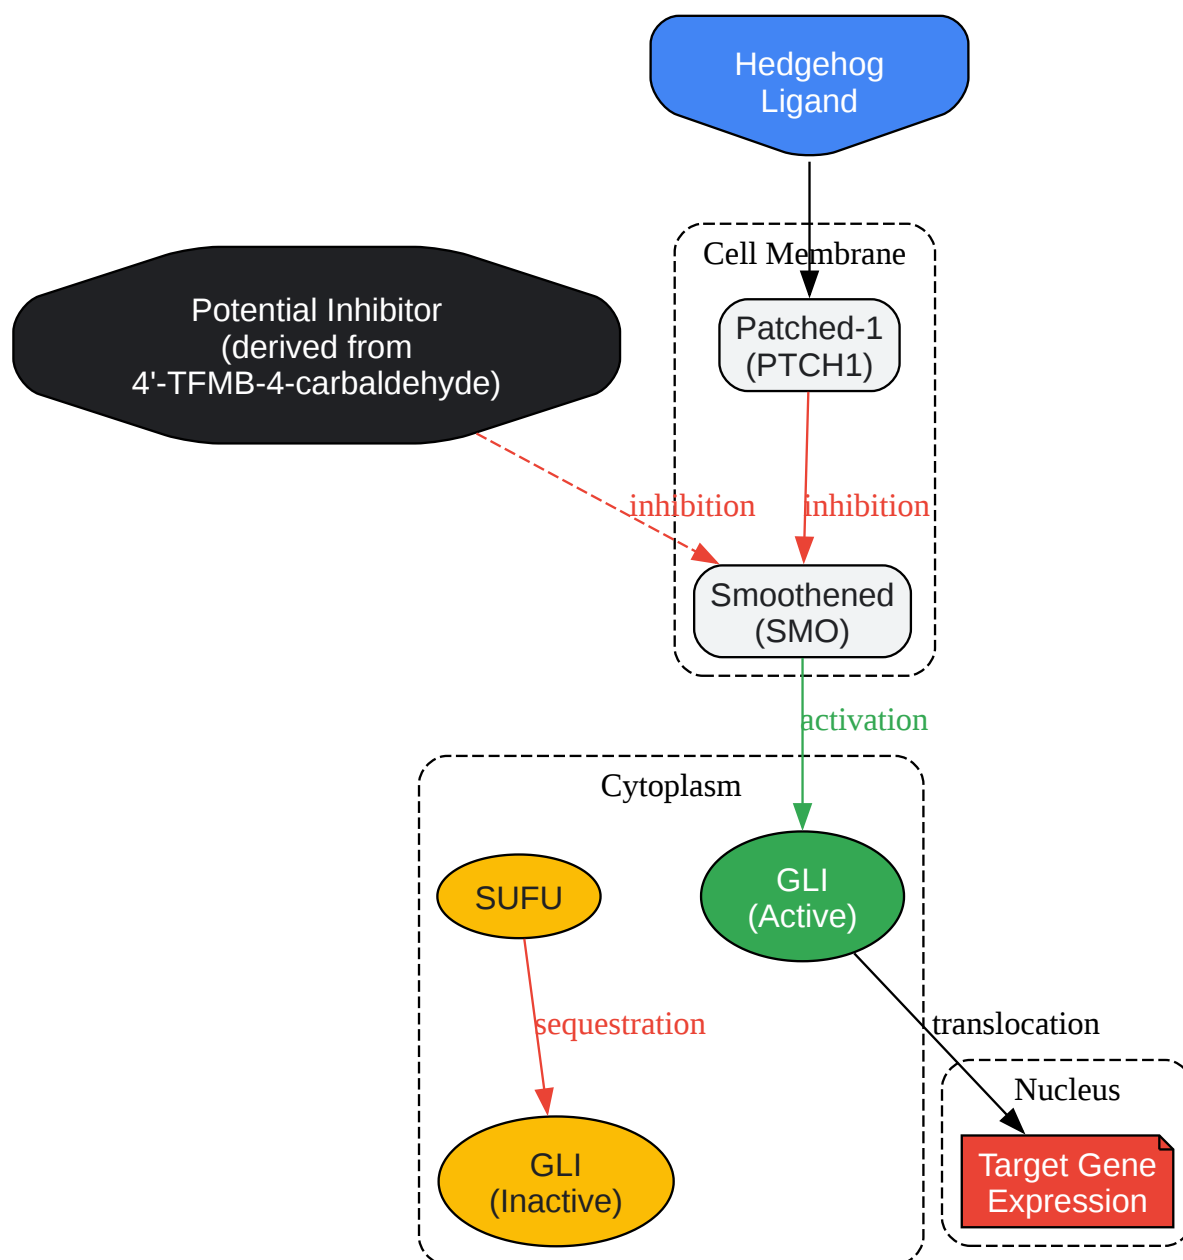 Hedgehog
Ligand
Cell Membrane
Potential Inhibitor
(derived from
4'-TFMB-4-carbaldehyde)
Patched-1
(PTCH1)
inhibition
inhibition
Smoothened
(SMO)
activation
Cytoplasm
SUFU
GLI
(Active)
sequestration
translocation
Nucleus
GLI
(Inactive)
Target Gene
Expression